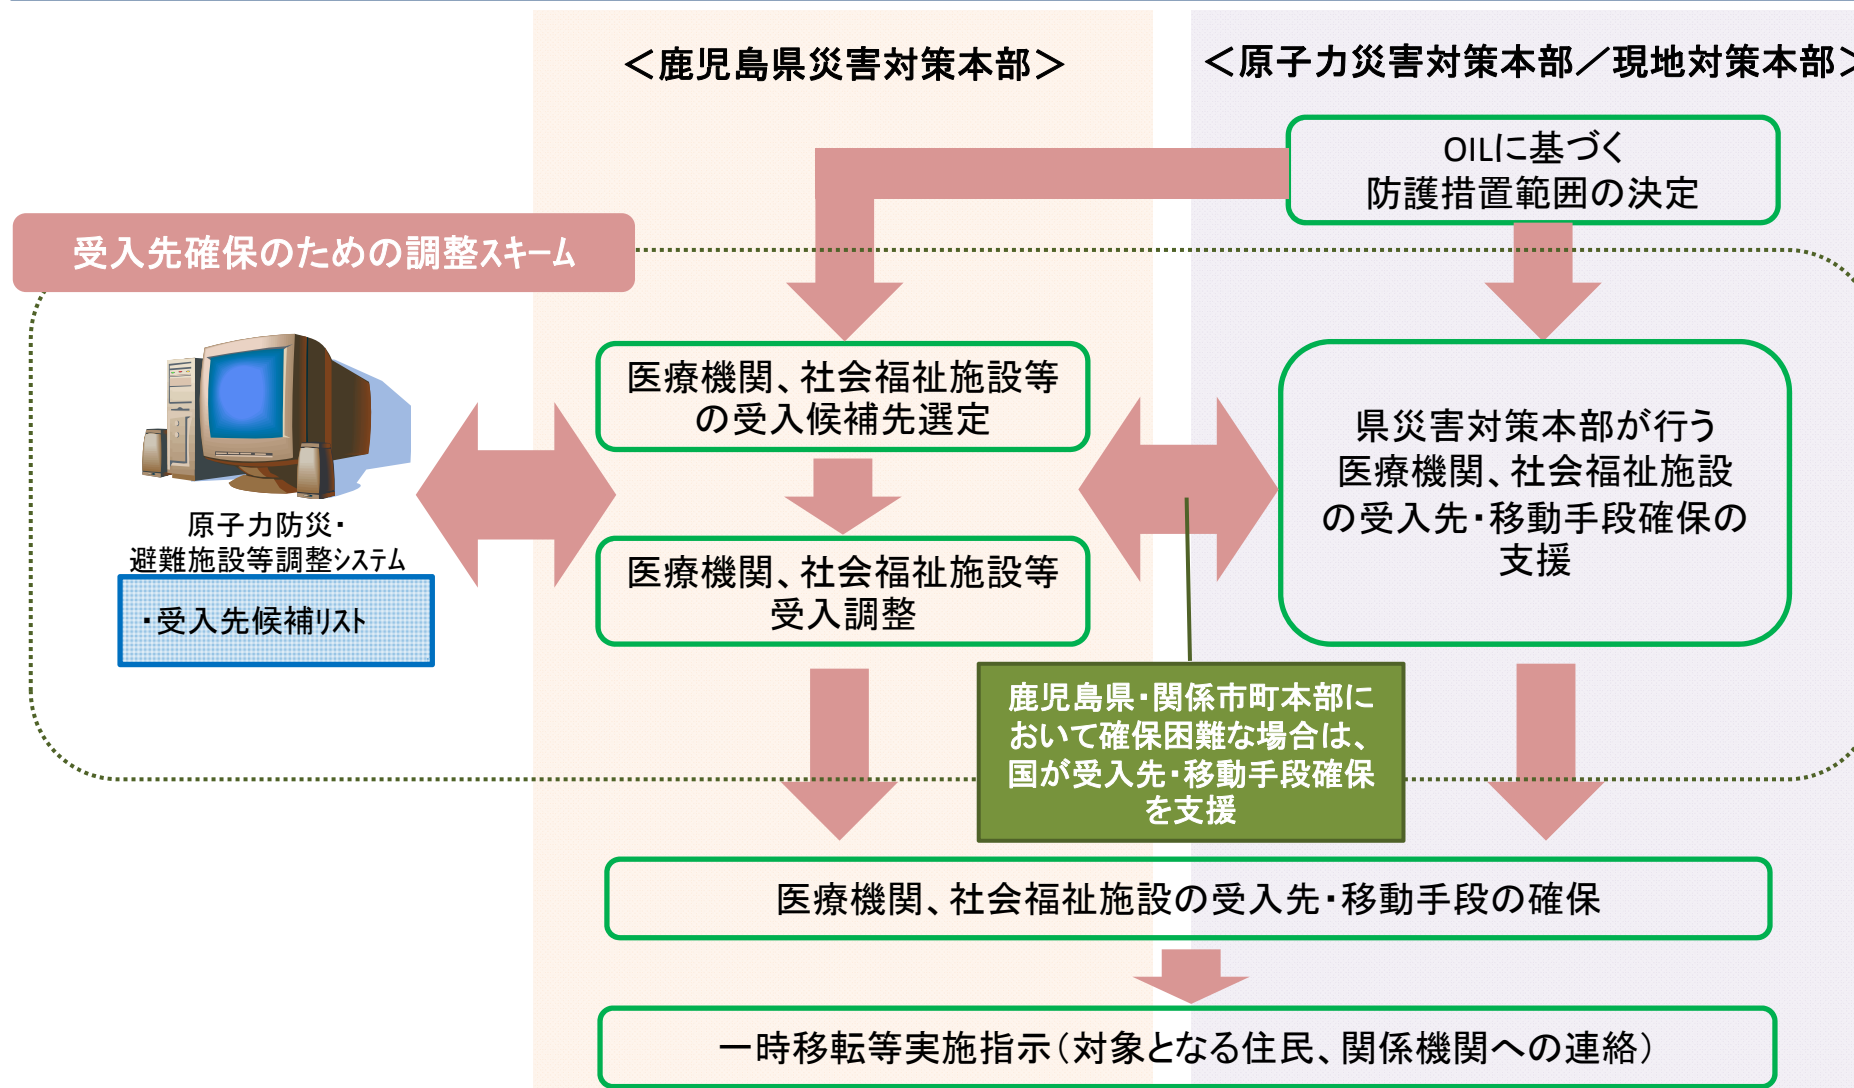 ＜鹿児島県災害対策本部＞
＜原子力災害対策本部／現地対策本部＞
OILに基づく
防護措置範囲の決定
受入先確保のための調整スキーム
医療機関、社会福祉施設等
の受入候補先選定
県災害対策本部が行う
医療機関、社会福祉施設
の受入先・移動手段確保の
支援
原子力防災・
避難施設等調整システム
・受入先候補リスト
医療機関、社会福祉施設等
受入調整
鹿児島県・関係市町本部に
おいて確保困難な場合は、
国が受入先・移動手段確保
を支援
医療機関、社会福祉施設の受入先・移動手段の確保
一時移転等実施指示（対象となる住民、関係機関への連絡）